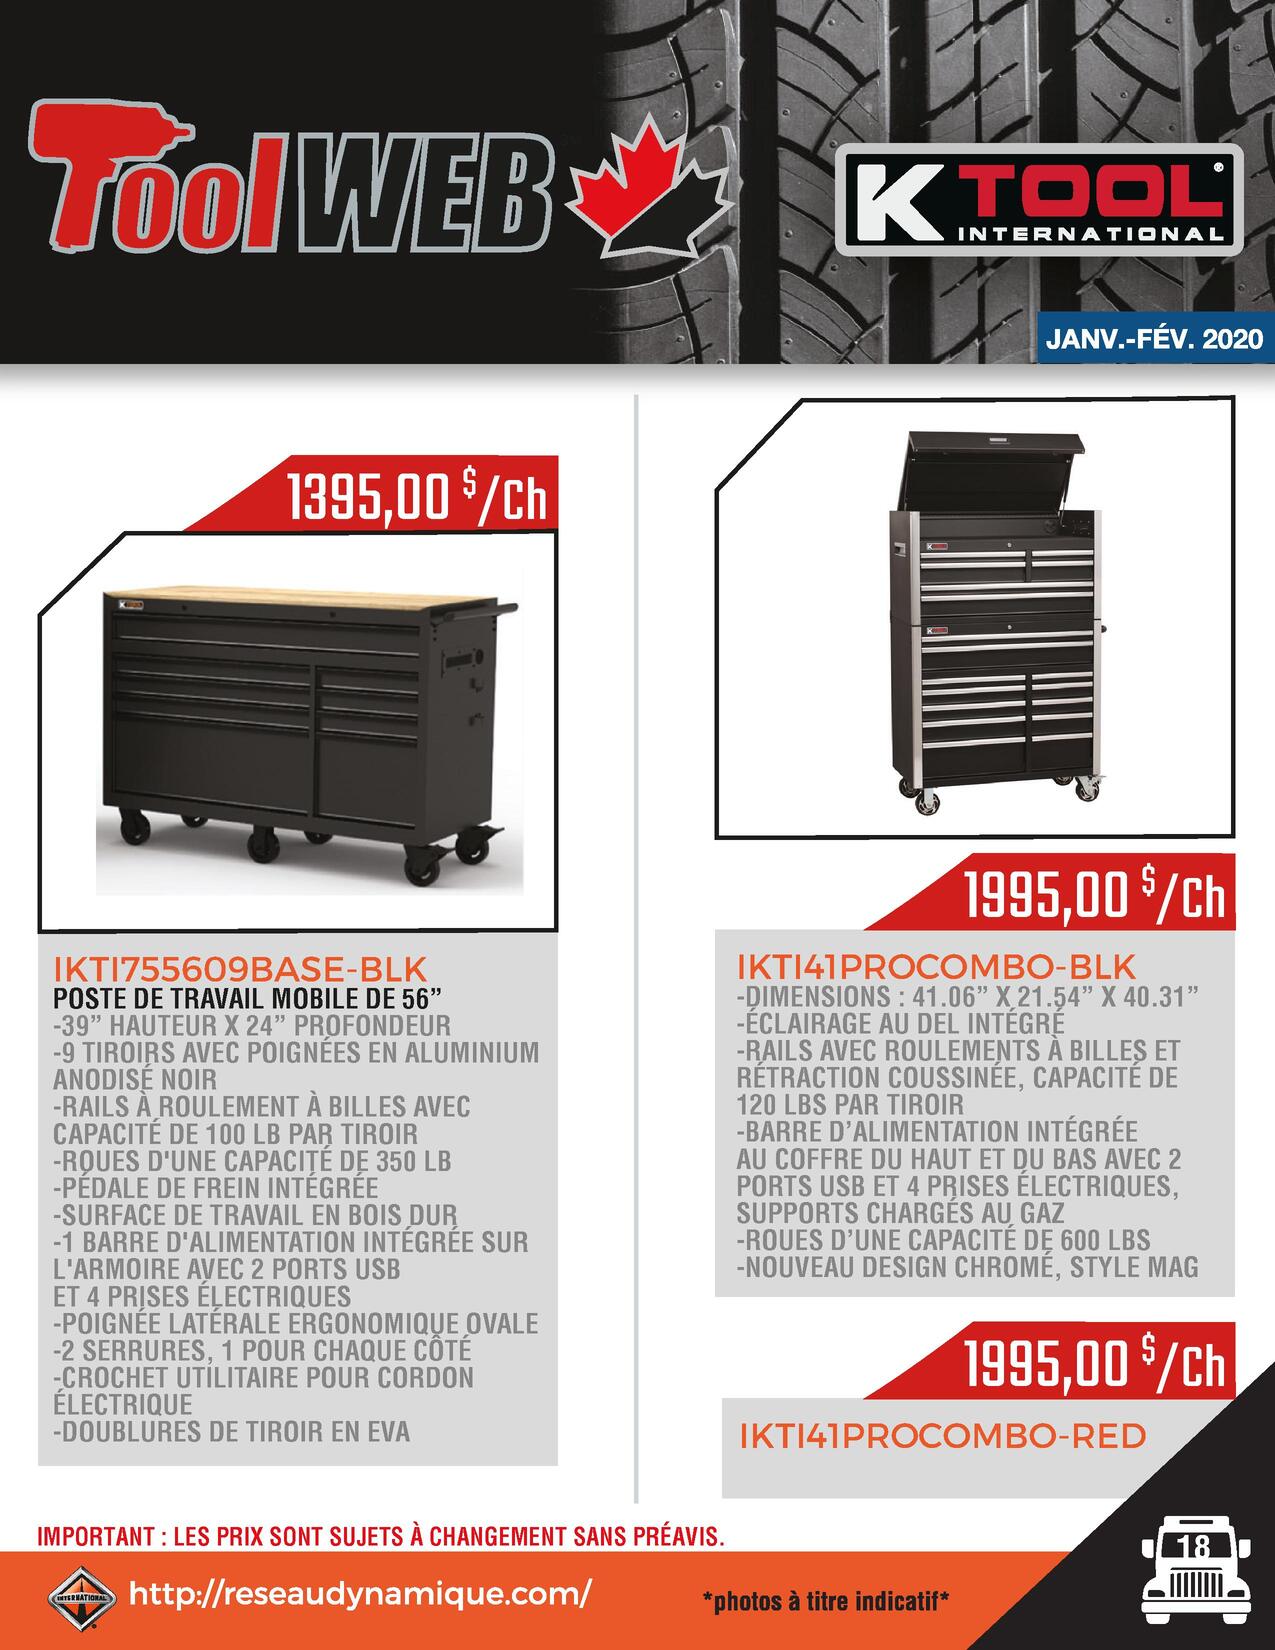 Tool WEB
K TOOL®
INTERNATIONAL
JANV.-FÉV. 2020
1395,00 $/Ch
IKTI755609BASE-BLK
POSTE DE TRAVAIL MOBILE DE 56”
-39” HAUTEUR X 24” PROFONDEUR
-9 TIROIRS AVEC POIGNÉES EN ALUMINIUM
ANODISÉ NOIR
-RAILS À ROULEMENT À BILLES AVEC
CAPACITÉ DE 100 LB PAR TIROIR
-ROUES D'UNE CAPACITÉ DE 350 LB
-PÉDALE DE FREIN INTÉGRÉE
-SURFACE DE TRAVAIL EN BOIS DUR
-1 BARRE D'ALIMENTATION INTÉGRÉE SUR
L'ARMOIRE AVEC 2 PORTS USB
ET 4 PRISES ÉLECTRIQUES
-POIGNÉE LATÉRALE ERGONOMIQUE OVALE
-2 SERRURES, 1 POUR CHAQUE CÔTÉ
-CROCHET UTILITAIRE POUR CORDON
ÉLECTRIQUE
-DOUBLURES DE TIROIR EN EVA
1995,00 $/Ch
IKTI41PROCOMBO-BLK
-DIMENSIONS : 41.06” X 21.54” X 40.31”
-ÉCLAIRAGE AU DEL INTÉGRÉ
-RAILS AVEC ROULEMENTS À BILLES ET
RÉTRACTION COUSSINÉE, CAPACITÉ DE
120 LBS PAR TIROIR
-BARRE D’ALIMENTATION INTÉGRÉE
AU COFFRE DU HAUT ET DU BAS AVEC 2
PORTS USB ET 4 PRISES ÉLECTRIQUES,
SUPPORTS CHARGÉS AU GAZ
-ROUES D’UNE CAPACITÉ DE 600 LBS
-NOUVEAU DESIGN CHROMÉ, STYLE MAG
1995,00 $/Ch
IKTI41PROCOMBO-RED
IMPORTANT : LES PRIX SONT SUJETS À CHANGEMENT SANS PRÉAVIS.
INTERNATIONAL
http://reseaudynamique.com/
*photos à titre indicatif*
18